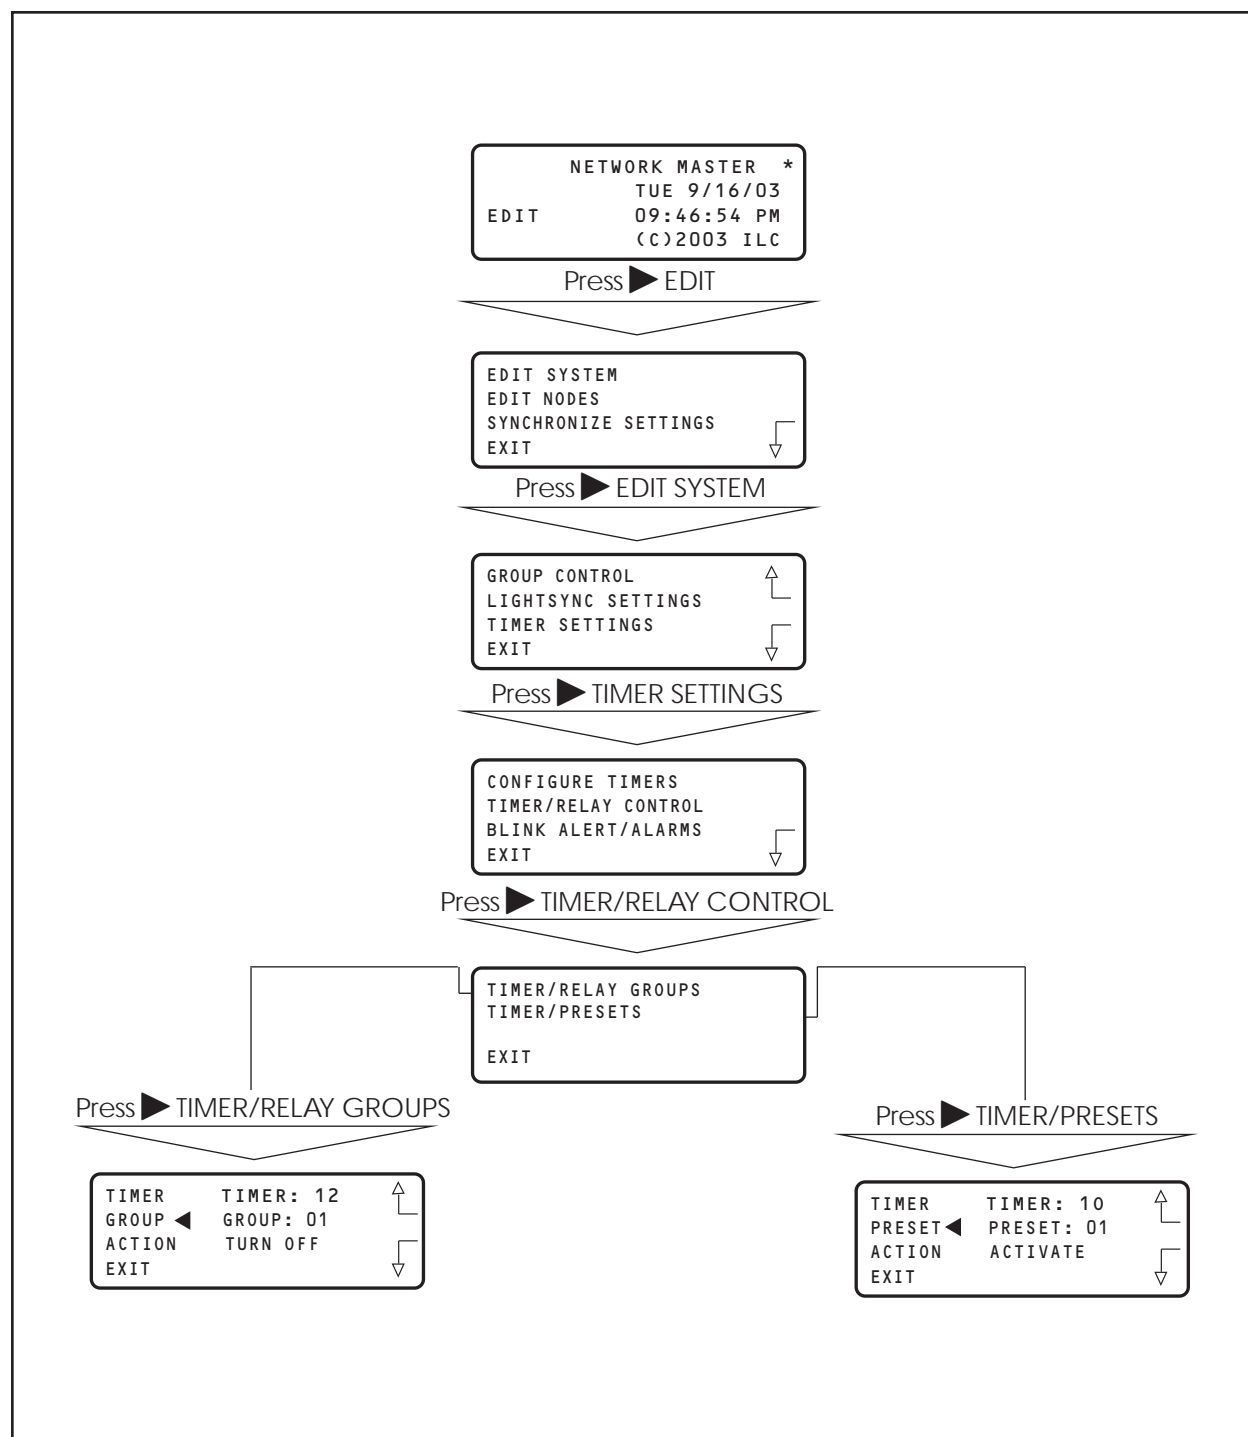 NETWORK MASTER *
TUE 9/16/03
EDIT 09:46:54 PM
(C)2003 ILC
Press ▶ EDIT
EDIT SYSTEM
EDIT NODES
SYNCHRONIZE SETTINGS
EXIT
Press ▶ EDIT SYSTEM
GROUP CONTROL
LIGHTSYNC SETTINGS
TIMER SETTINGS
EXIT
Press ▶ TIMER SETTINGS
CONFIGURE TIMERS
TIMER/RELAY CONTROL
BLINK ALERT/ALARMS
EXIT
Press ▶ TIMER/RELAY CONTROL
TIMER/RELAY GROUPS
TIMER/PRESETS
EXIT
Press ▶ TIMER/RELAY GROUPS
TIMER TIMER: 12
GROUP ◀ GROUP: 01
ACTION TURN OFF
EXIT
Press ▶ TIMER/PRESETS
TIMER TIMER: 10
PRESET ◀ PRESET: 01
ACTION ACTIVATE
EXIT